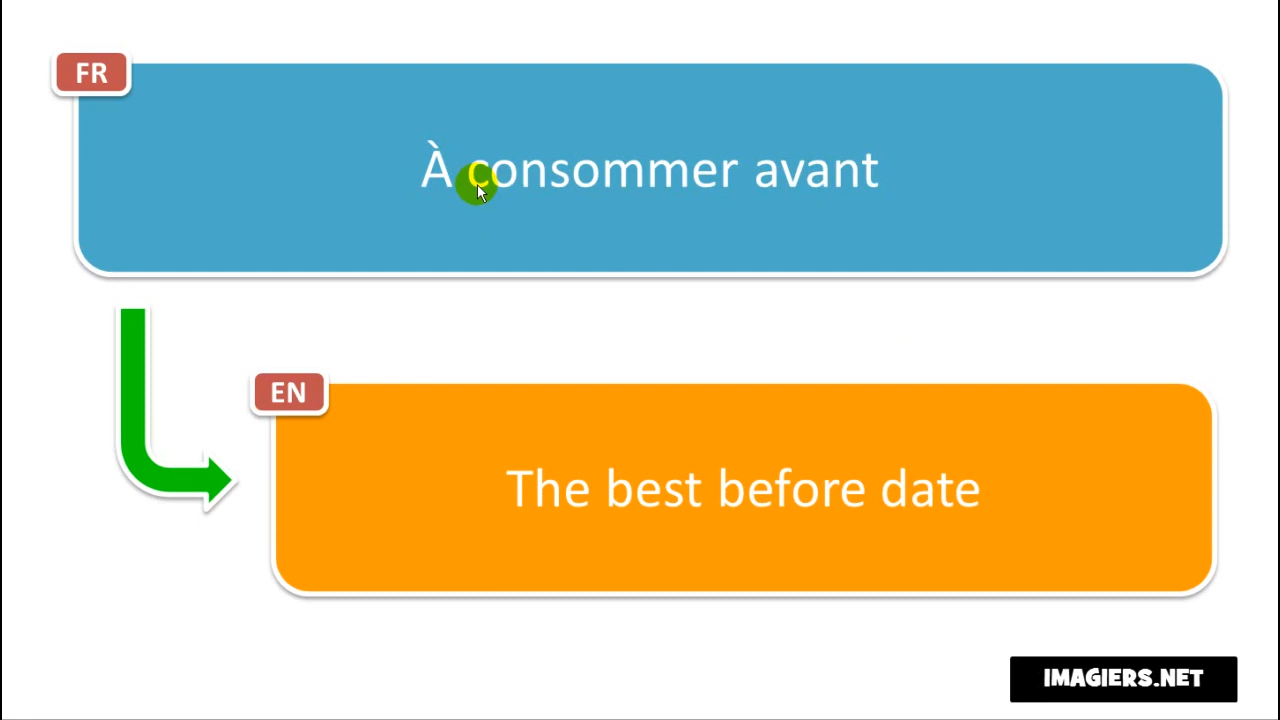 FR
À consommer avant
EN
The best before date
IMAGIERS.NET